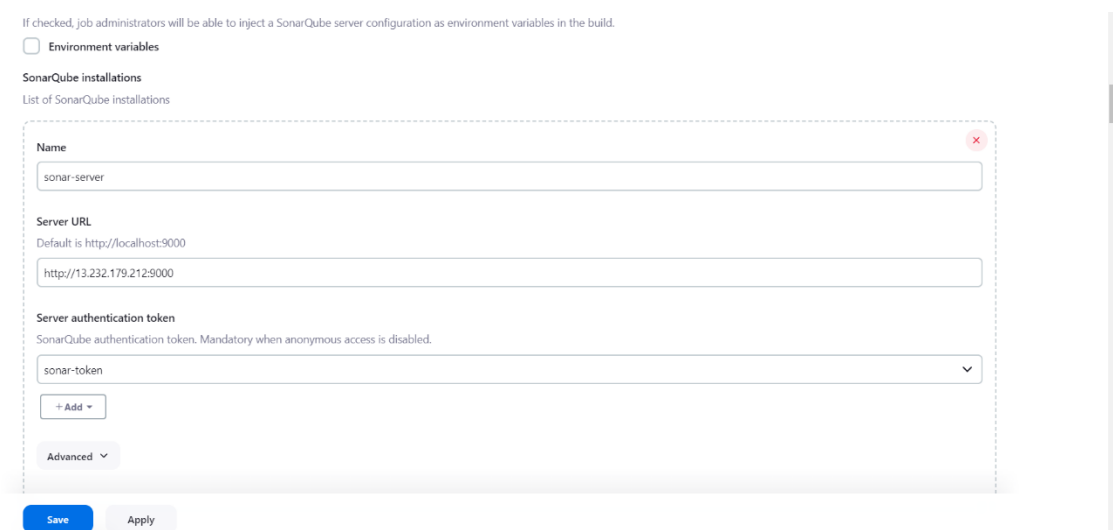 If checked, job administrators will be able to inject a SonarQube server configuration as environment variables in the build.
Environment variables
SonarQube installations
List of SonarQube installations
Name
sonar-server
Server URL
Default is http://localhost:9000
http://13.232.179.212:9000
Server authentication token
SonarQube authentication token. Mandatory when anonymous access is disabled.
sonar-token
+Add
Advanced
Save Apply